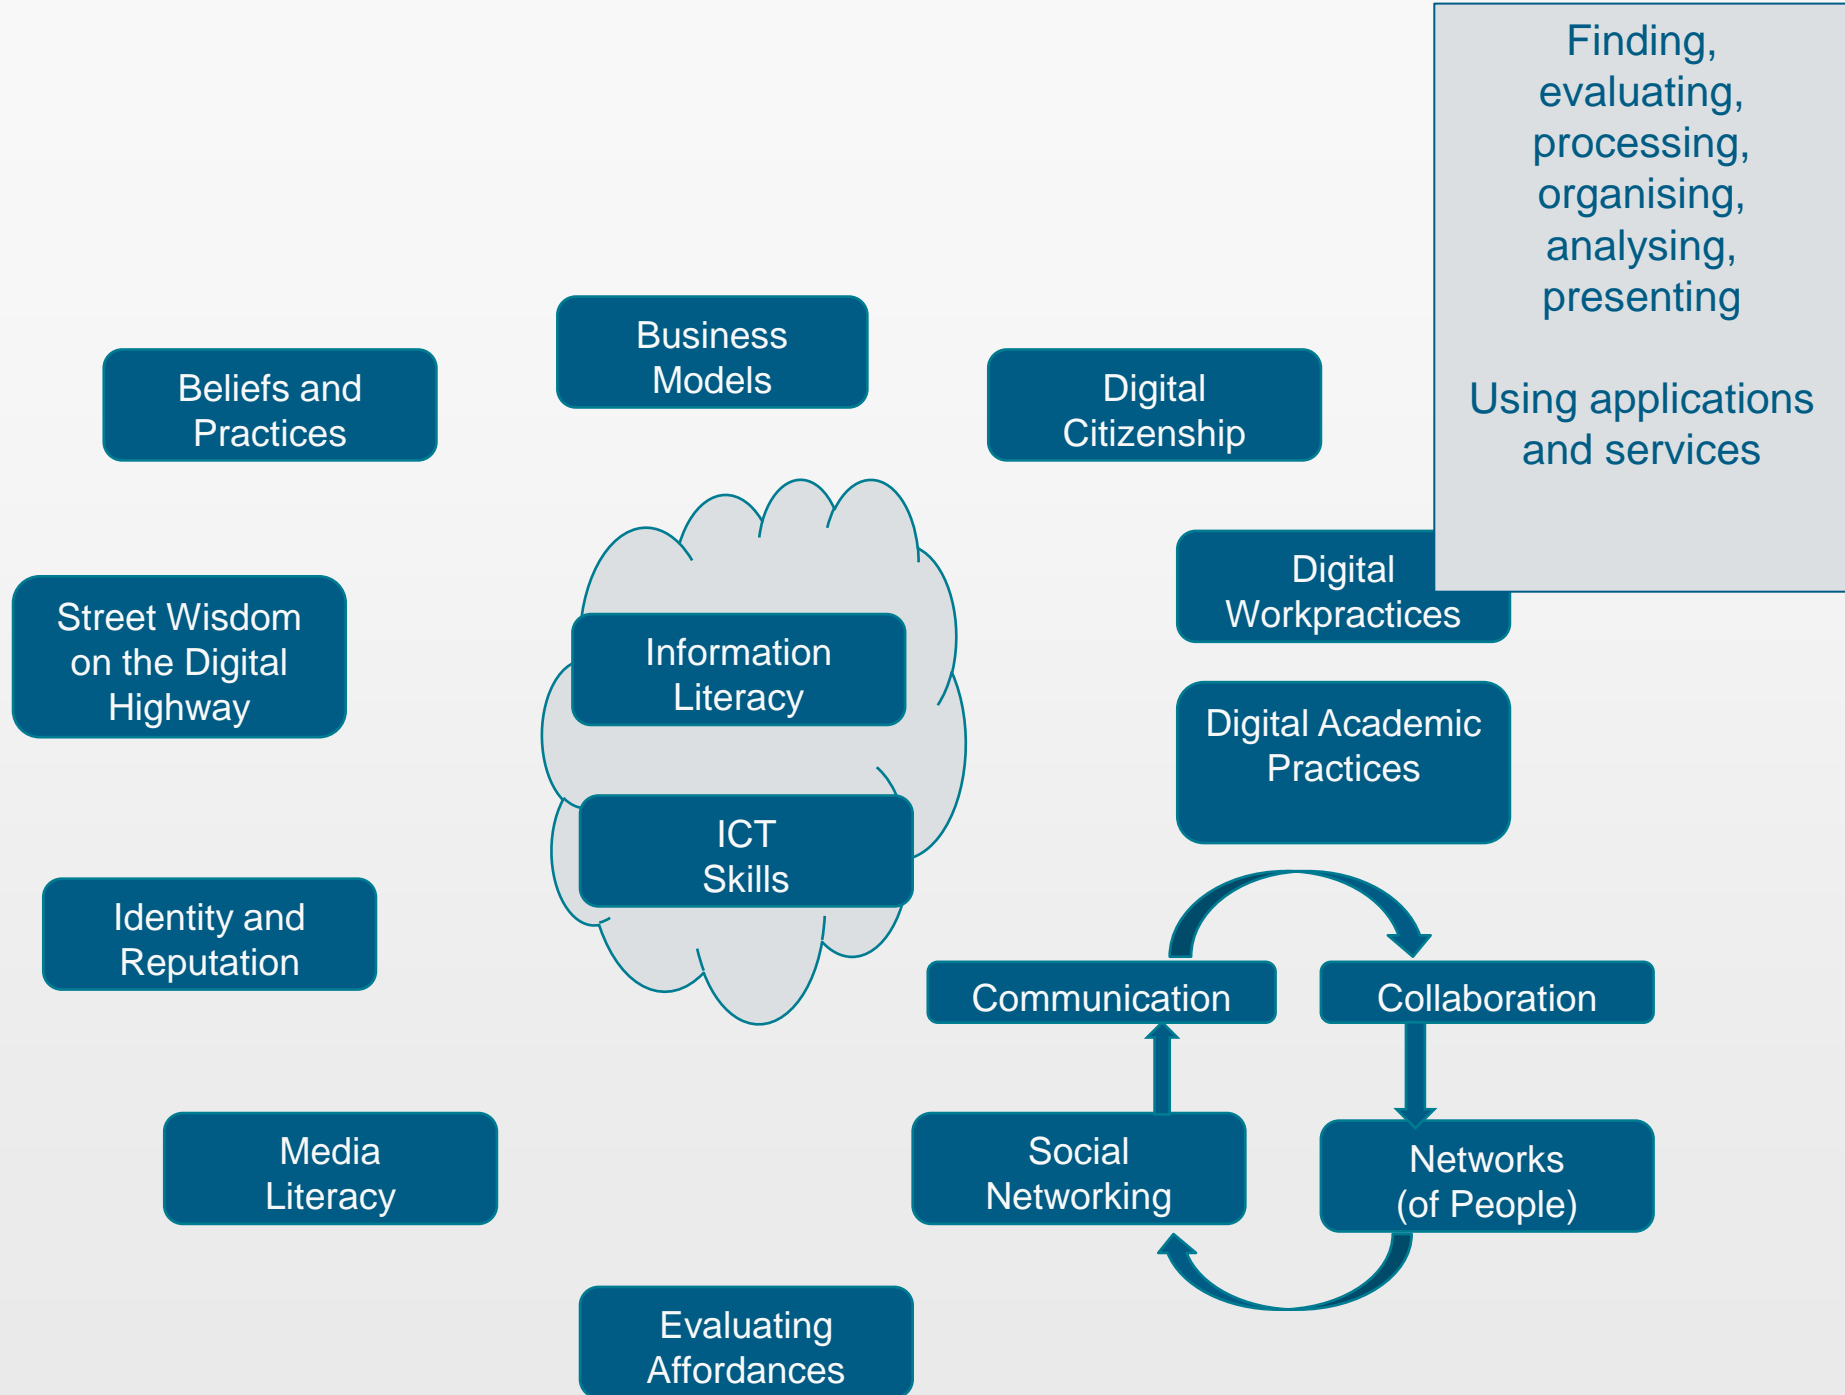 Finding,
evaluating,
processing,
organising,
analysing,
presenting
Using applications
and services
Business
Models
Beliefs and
Practices
Digital
Citizenship
Digital
Workpractices
Street Wisdom
on the Digital
Highway
Information
Literacy
Digital Academic
Practices
ICT
Skills
Identity and
Reputation
Communication
Collaboration
Media
Literacy
Social
Networking
Networks
(of People)
Evaluating
Affordances